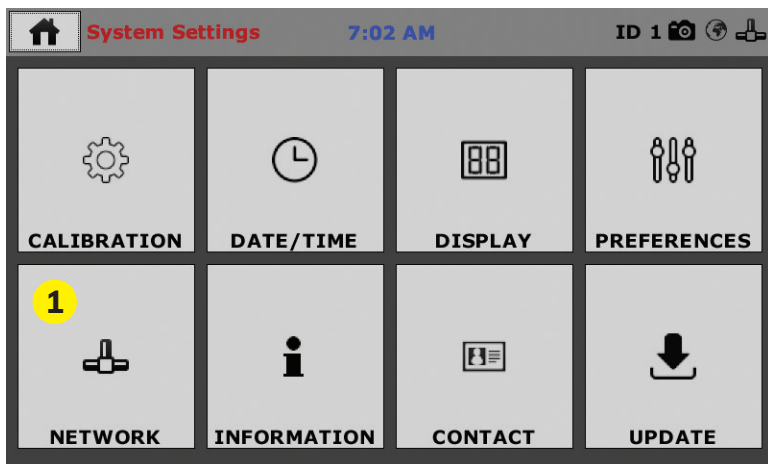 System Settings 7:02 AM ID 1
CALIBRATION DATE/TIME DISPLAY PREFERENCES
1
NETWORK INFORMATION CONTACT UPDATE